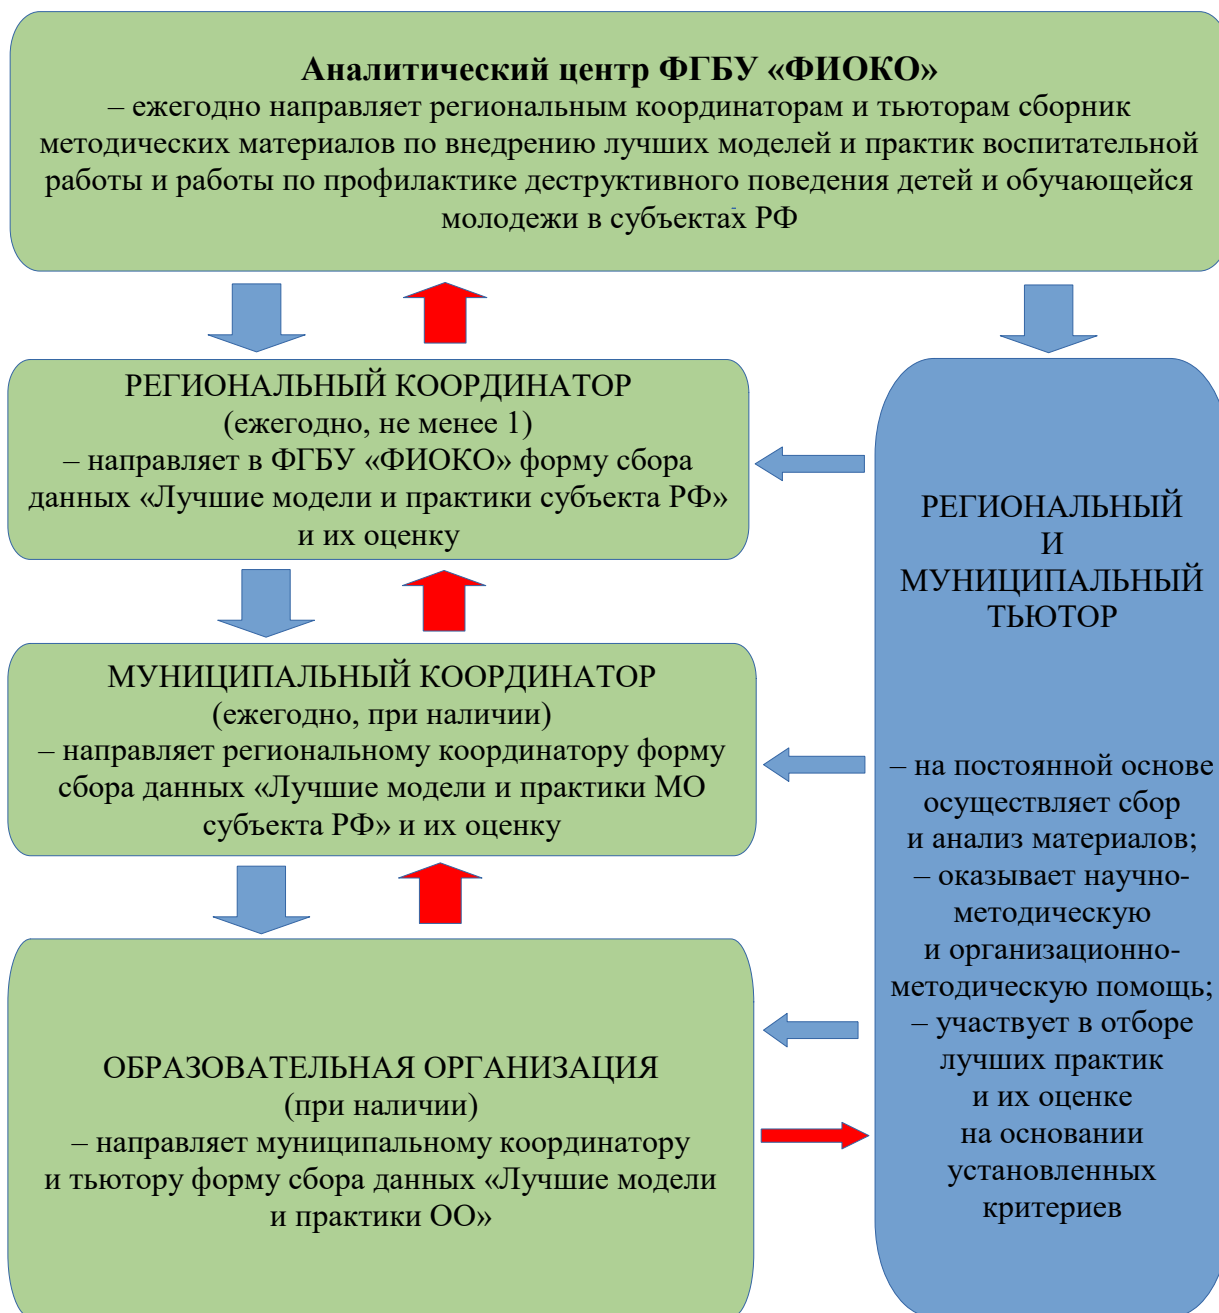 Аналитический центр ФГБУ «ФИОКО»
– ежегодно направляет региональным координаторам и тьюторам сборник
методических материалов по внедрению лучших моделей и практик воспитательной
работы и работы по профилактике деструктивного поведения детей и обучающейся
молодежи в субъектах РФ
РЕГИОНАЛЬНЫЙ КООРДИНАТОР
(ежегодно, не менее 1)
– направляет в ФГБУ «ФИОКО» форму сбора
данных «Лучшие модели и практики субъекта РФ»
и их оценку
МУНИЦИПАЛЬНЫЙ КООРДИНАТОР
(ежегодно, при наличии)
– направляет региональному координатору форму
сбора данных «Лучшие модели и практики МО
субъекта РФ» и их оценку
ОБРАЗОВАТЕЛЬНАЯ ОРГАНИЗАЦИЯ
(при наличии)
– направляет муниципальному координатору
и тьютору форму сбора данных «Лучшие модели
и практики ОО»
РЕГИОНАЛЬНЫЙ
И
МУНИЦИПАЛЬНЫЙ
ТЬЮТОР
– на постоянной основе
осуществляет сбор
и анализ материалов;
– оказывает научно-
методическую
и организационно-
методическую помощь;
– участвует в отборе
лучших практик
и их оценке
на основании
установленных
критериев